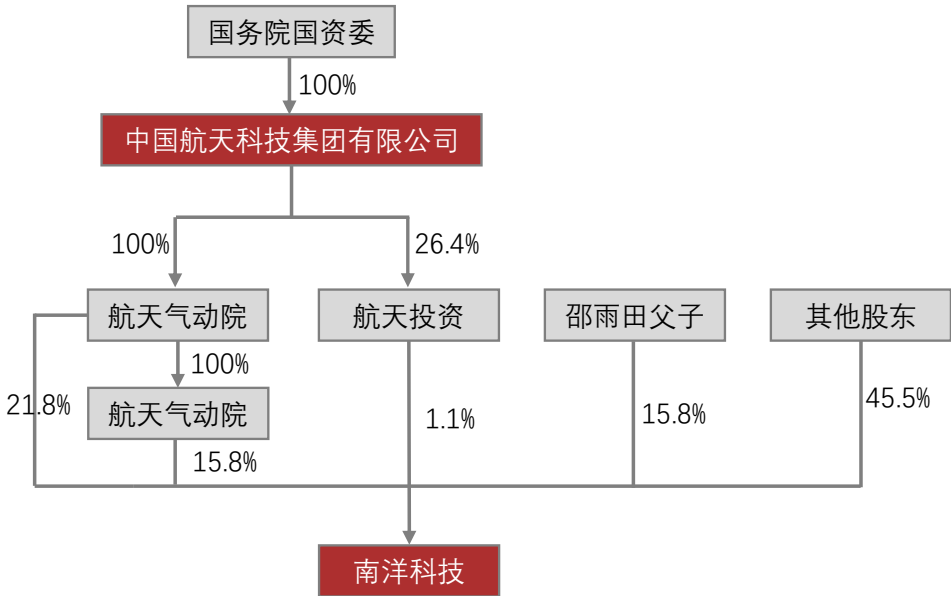 国务院国资委
100%
中国航天科技集团有限公司
100%
26.4%
航天气动院
航天投资
邵雨田父子
其他股东
100%
21.8%
航天气动院
1.1%
15.8%
45.5%
15.8%
南洋科技